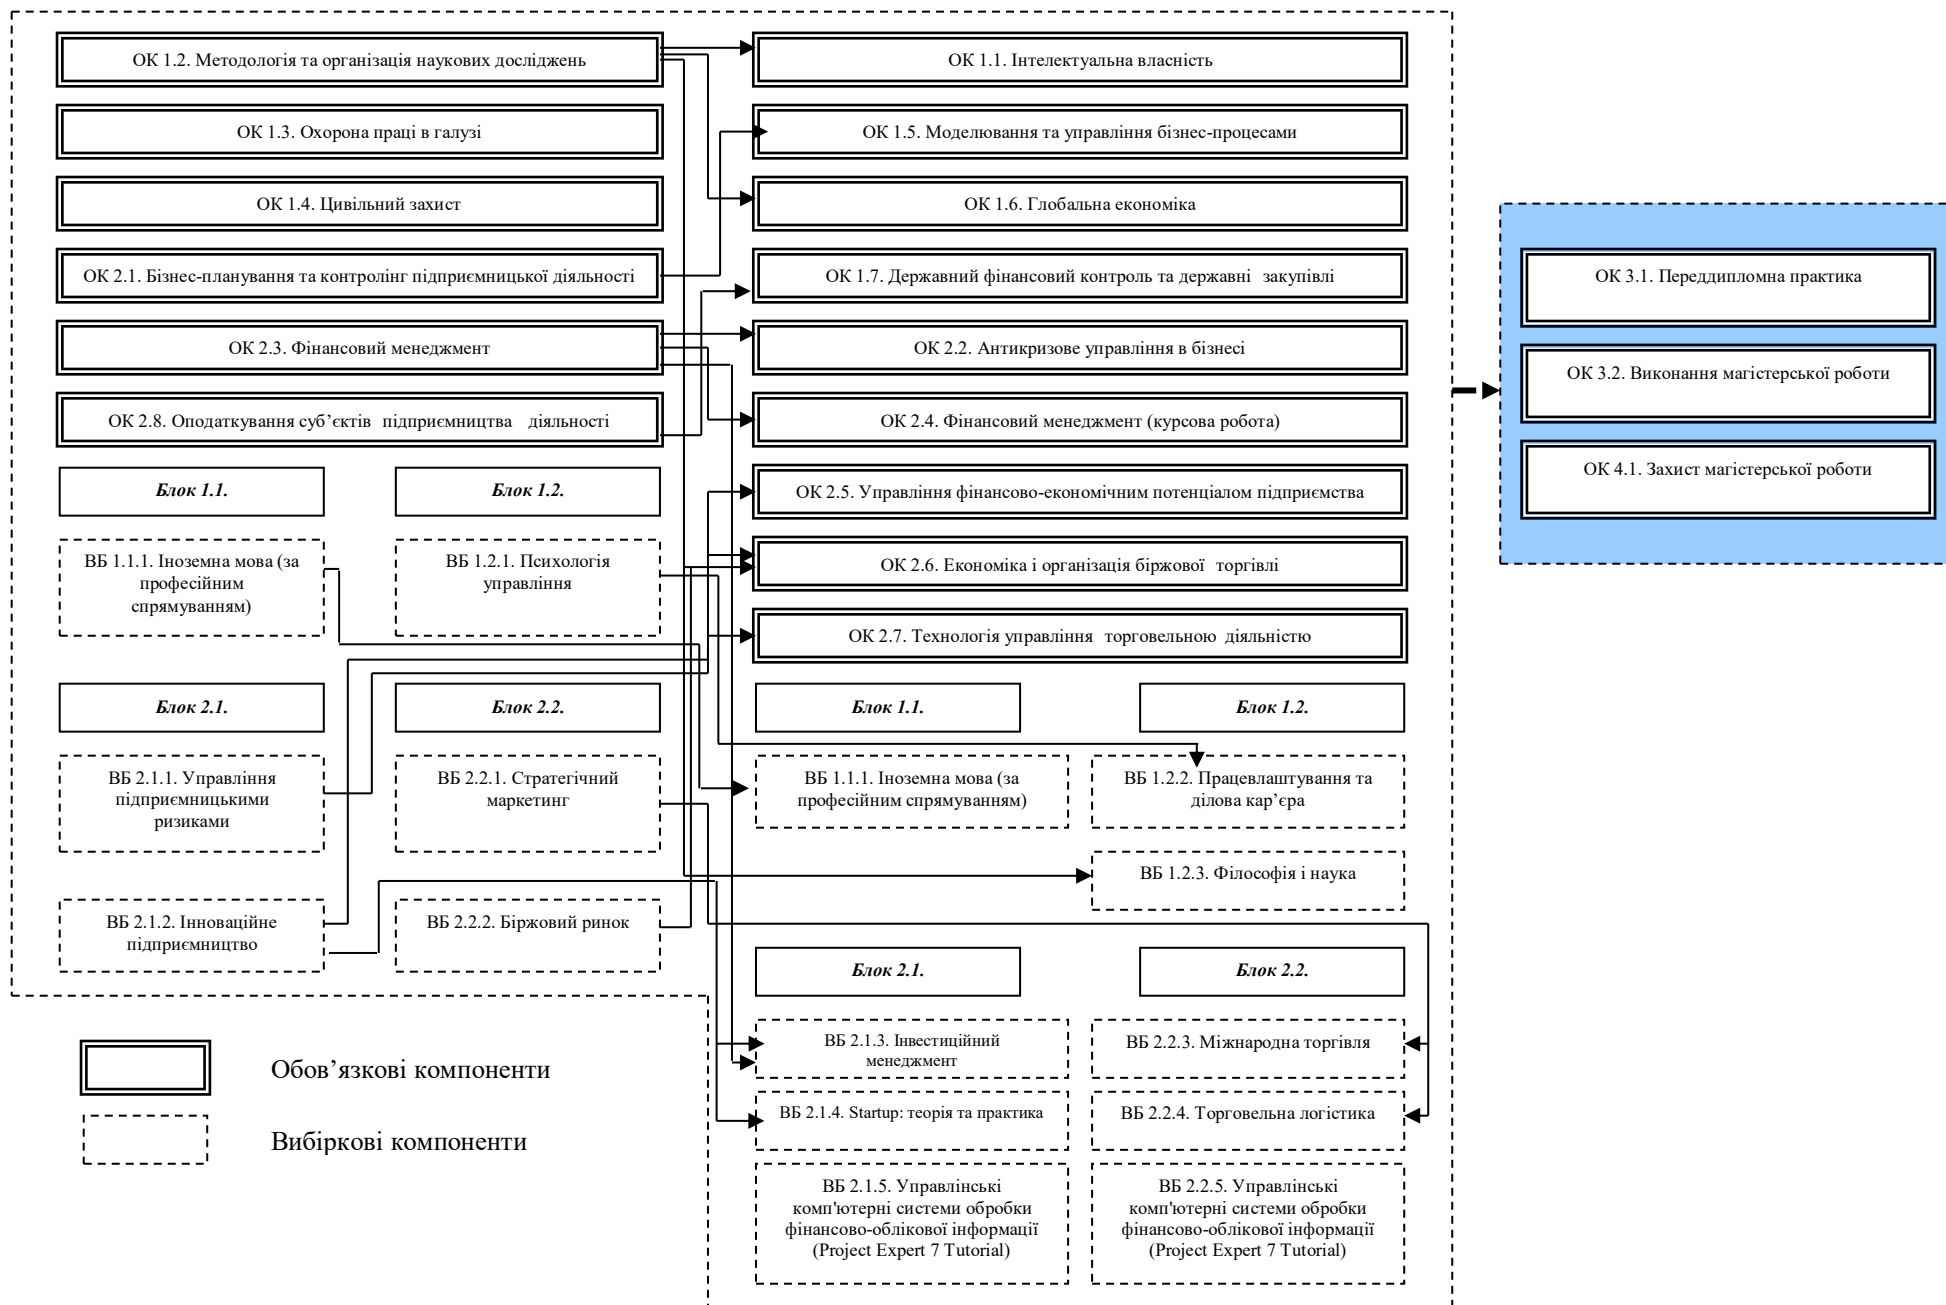 ОК 1.2. Методологія та організація наукових досліджень
ОК 1.3. Охорона праці в галузі
ОК 1.4. Цивільний захист
ОК 2.1. Бізнес-планування та контролінг підприємницької діяльності
ОК 2.3. Фінансовий менеджмент
ОК 2.8. Оподаткування суб’єктів підприємництва діяльності
Блок 1.1.
Блок 1.2.
ВБ 1.1.1. Іноземна мова (за
професійним
спрямуванням)
ВБ 1.2.1. Психологія
управління
Блок 2.1.
Блок 2.2.
ВБ 2.1.1. Управління
підприємницькими
ризиками
ВБ 2.2.1. Стратегічний
маркетинг
ВБ 2.1.2. Інноваційне
підприємництво
ВБ 2.2.2. Біржовий ринок
ОК 1.1. Інтелектуальна власність
ОК 1.5. Моделювання та управління бізнес-процесами
ОК 1.6. Глобальна економіка
ОК 1.7. Державний фінансовий контроль та державні закупівлі
ОК 2.2. Антикризове управління в бізнесі
ОК 2.4. Фінансовий менеджмент (курсова робота)
ОК 2.5. Управління фінансово-економічним потенціалом підприємства
ОК 2.6. Економіка і організація біржової торгівлі
ОК 2.7. Технологія управління торговельною діяльністю
Блок 1.1.
Блок 1.2.
ВБ 1.1.1. Іноземна мова (за
професійним спрямуванням)
ВБ 1.2.2. Працевлаштування та
ділова кар’єра
ВБ 1.2.3. Філософія і наука
Блок 2.1.
Блок 2.2.
ВБ 2.1.3. Інвестиційний
менеджмент
ВБ 2.2.3. Міжнародна торгівля
ВБ 2.1.4. Startup: теорія та практика
ВБ 2.2.4. Торговельна логістика
ВБ 2.1.5. Управлінські
комп'ютерні системи обробки
фінансово-облікової інформації
(Project Expert 7 Tutorial)
ВБ 2.2.5. Управлінські
комп'ютерні системи обробки
фінансово-облікової інформації
(Project Expert 7 Tutorial)
ОК 3.1. Переддипломна практика
ОК 3.2. Виконання магістерської роботи
ОК 4.1. Захист магістерської роботи
Обов’язкові компоненти
Вибіркові компоненти